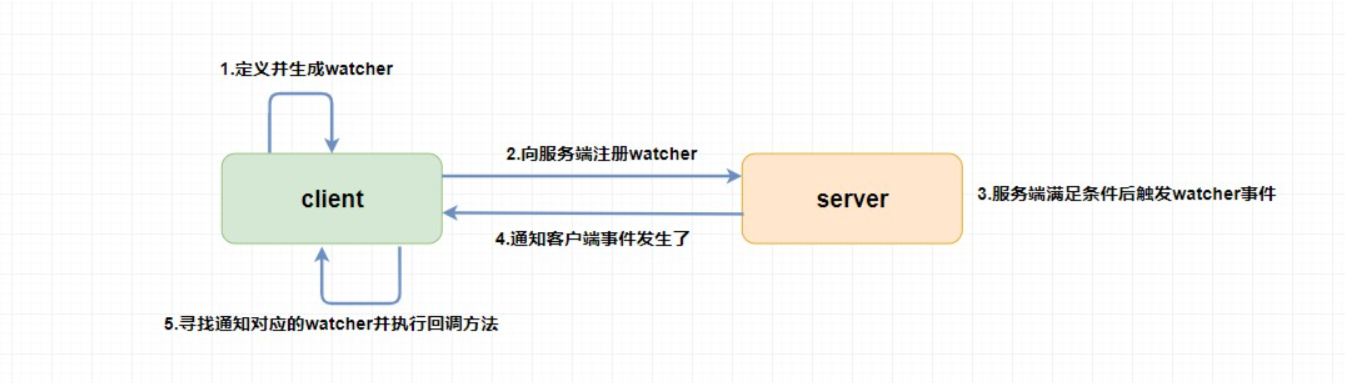 1.定义并生成watcher
2.向服务端注册watcher
client
server
3.服务端满足条件后触发watcher事件
4.通知客户端事件发生了
5.寻找通知对应的watcher并执行回调方法